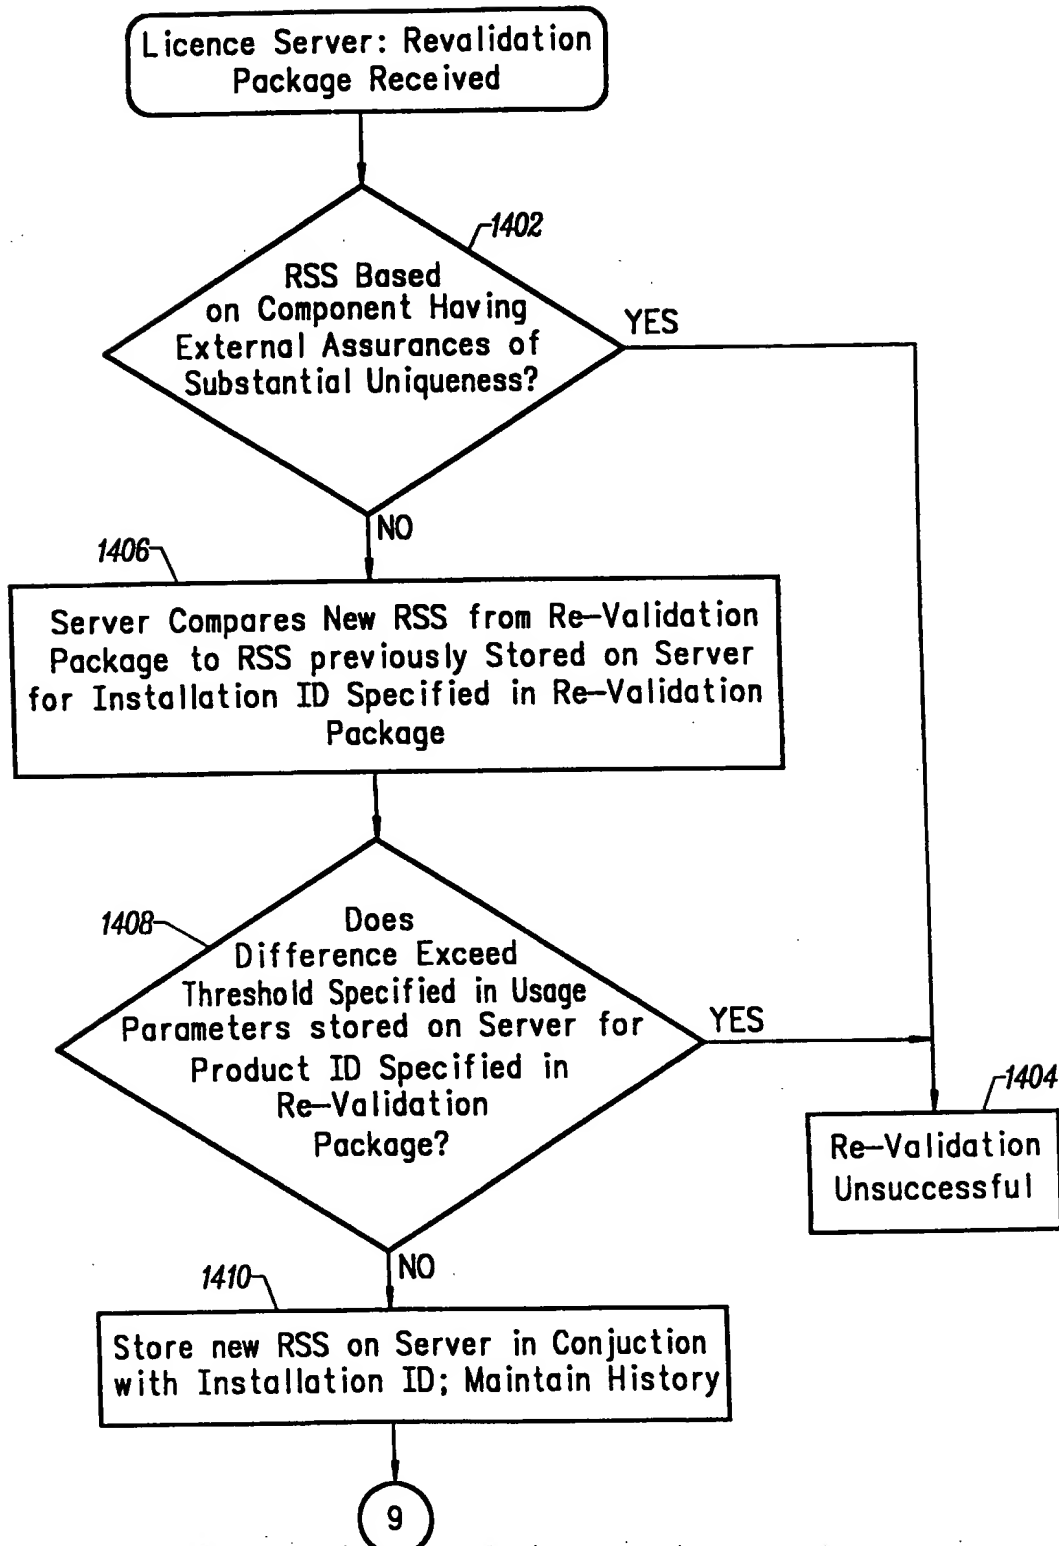 Licence Server: Revalidation
Package Received
1402
RSS Based
on Component Having
External Assurances of
Substantial Uniqueness?
YES
NO
1406
Server Compares New RSS from Re-Validation
Package to RSS previously Stored on Server
for Installation ID Specified in Re-Validation
Package
1408
Does
Difference Exceed
Threshold Specified in Usage
Parameters stored on Server for
Product ID Specified in
Re-Validation
Package?
YES
1404
Re-Validation
Unsuccessful
NO
1410
Store new RSS on Server in Conjuction
with Installation ID; Maintain History
9